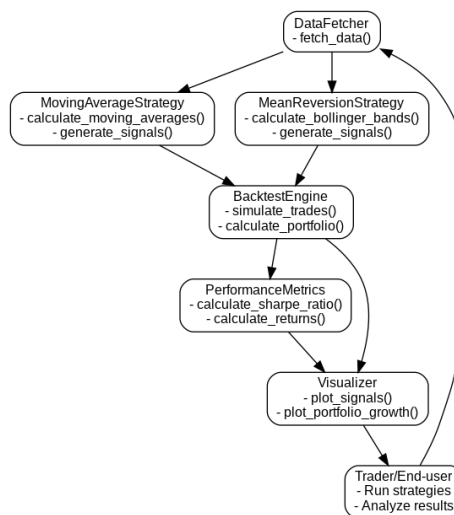 DataFetcher
- fetch_data()
MovingAverageStrategy
- calculate_moving_averages()
- generate_signals()
MeanReversionStrategy
- calculate_bollinger_bands()
- generate_signals()
BacktestEngine
- simulate_trades()
- calculate_portfolio()
PerformanceMetrics
- calculate_sharpe_ratio()
- calculate_returns()
Visualizer
- plot_signals()
- plot_portfolio_growth()
Trader/End-user
- Run strategies
- Analyze results